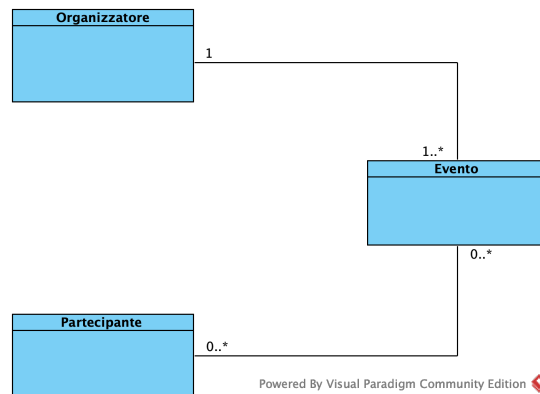 Organizzatore
1
1..*
Evento
0..*
Partecipante
0..*
Powered By Visual Paradigm Community Edition